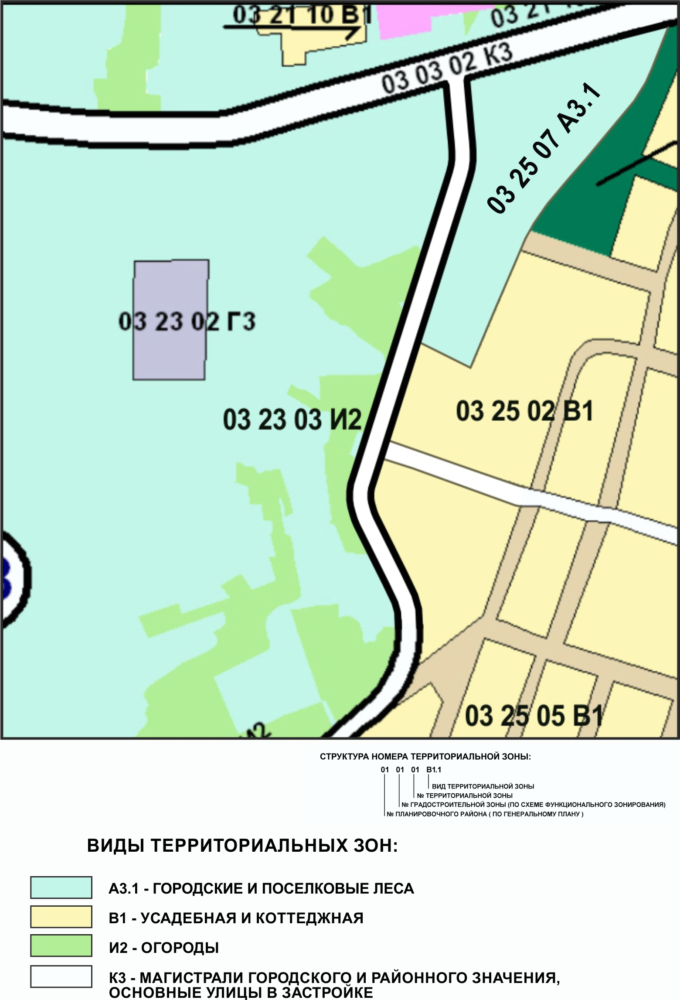 03 21 10 В1
03 21
03 03 02 К3
03 25 07 А3.1
03 23 02 Г3
03 23 03 И2
03 25 02 В1
03 25 05 В1
И2
СТРУКТУРА НОМЕРА ТЕРРИТОРИАЛЬНОЙ ЗОНЫ:
01 01 01 В1.1
ВИД ТЕРРИТОРИАЛЬНОЙ ЗОНЫ
№ ТЕРРИТОРИАЛЬНОЙ ЗОНЫ
№ ГРАДОСТРОИТЕЛЬНОЙ ЗОНЫ (ПО СХЕМЕ ФУНКЦИОНАЛЬНОГО ЗОНИРОВАНИЯ)
№ ПЛАНИРОВОЧНОГО РАЙОНА ( ПО ГЕНЕРАЛЬНОМУ ПЛАНУ )
ВИДЫ ТЕРРИТОРИАЛЬНЫХ ЗОН:
А3.1 - ГОРОДСКИЕ И ПОСЕЛКОВЫЕ ЛЕСА
В1 - УСАДЕБНАЯ И КОТТЕДЖНАЯ
И2 - ОГОРОДЫ
К3 - МАГИСТРАЛИ ГОРОДСКОГО И РАЙОННОГО ЗНАЧЕНИЯ,
ОСНОВНЫЕ УЛИЦЫ В ЗАСТРОЙКЕ